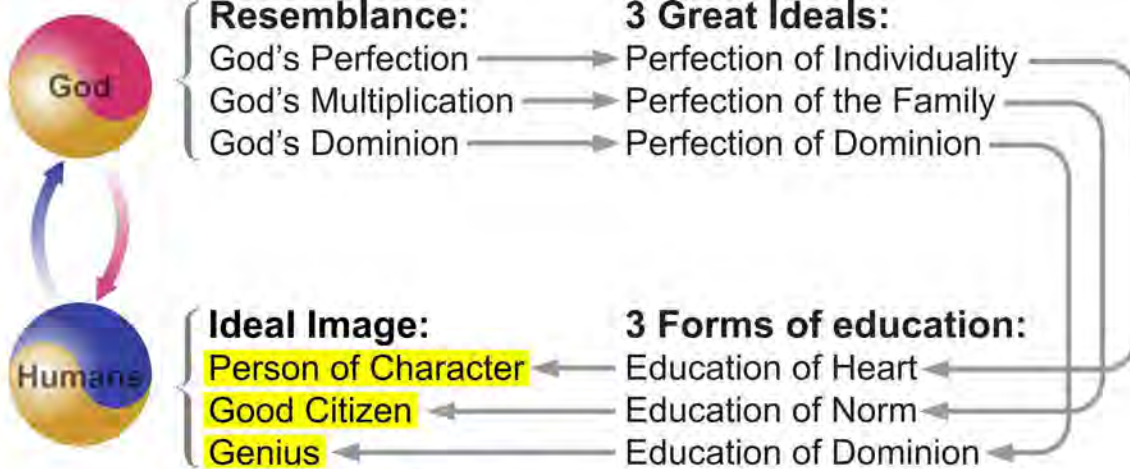 Resemblance:
God's Perfection
God's Multiplication
God's Dominion
3 Great Ideals:
Perfection of Individuality
Perfection of the Family
Perfection of Dominion
God
Humans
Ideal Image:
Person of Character
Good Citizen
Genius
3 Forms of education:
Education of Heart
Education of Norm
Education of Dominion